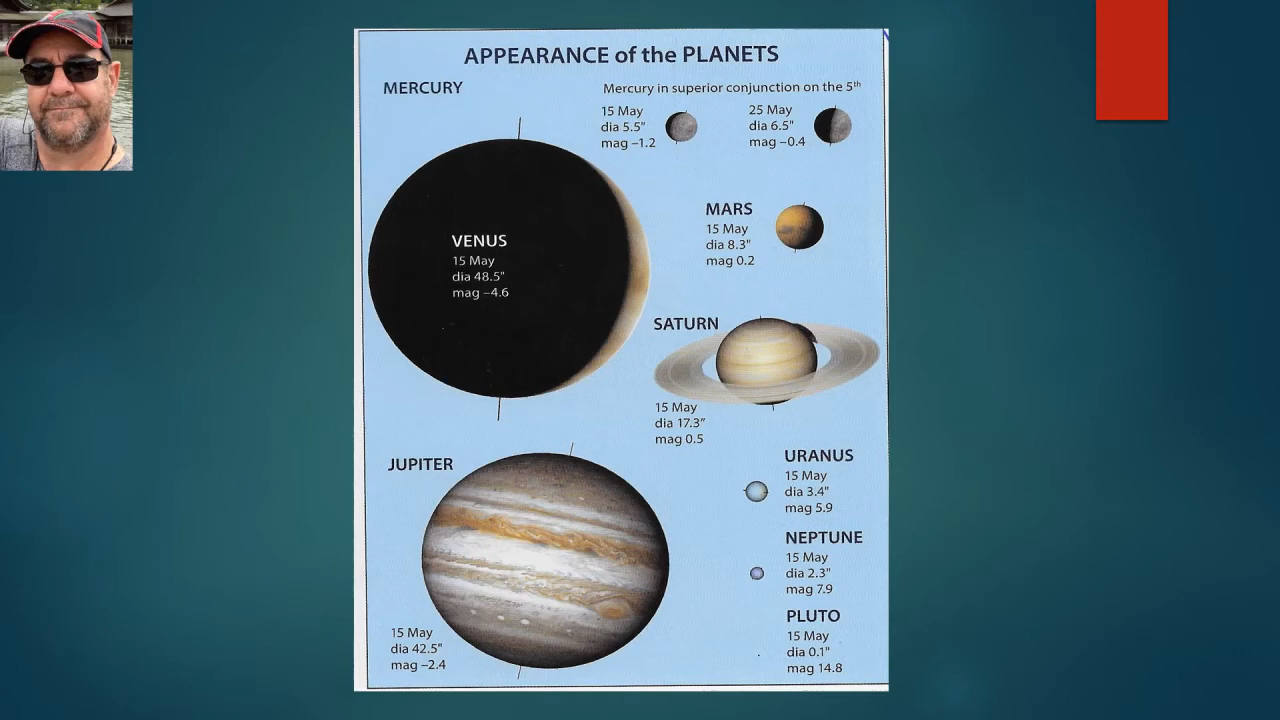 APPEARANCE of the PLANETS
MERCURY
Mercury in superior conjunction on the 5th
15 May
dia 5.5"
mag –1.2
25 May
dia 6.5"
mag –0.4
VENUS
15 May
dia 48.5"
mag –4.6
MARS
15 May
dia 8.3"
mag 0.2
SATURN
15 May
dia 17.3"
mag 0.5
JUPITER
15 May
dia 42.5"
mag –2.4
URANUS
15 May
dia 3.4"
mag 5.9
NEPTUNE
15 May
dia 2.3"
mag 7.9
PLUTO
15 May
dia 0.1"
mag 14.8